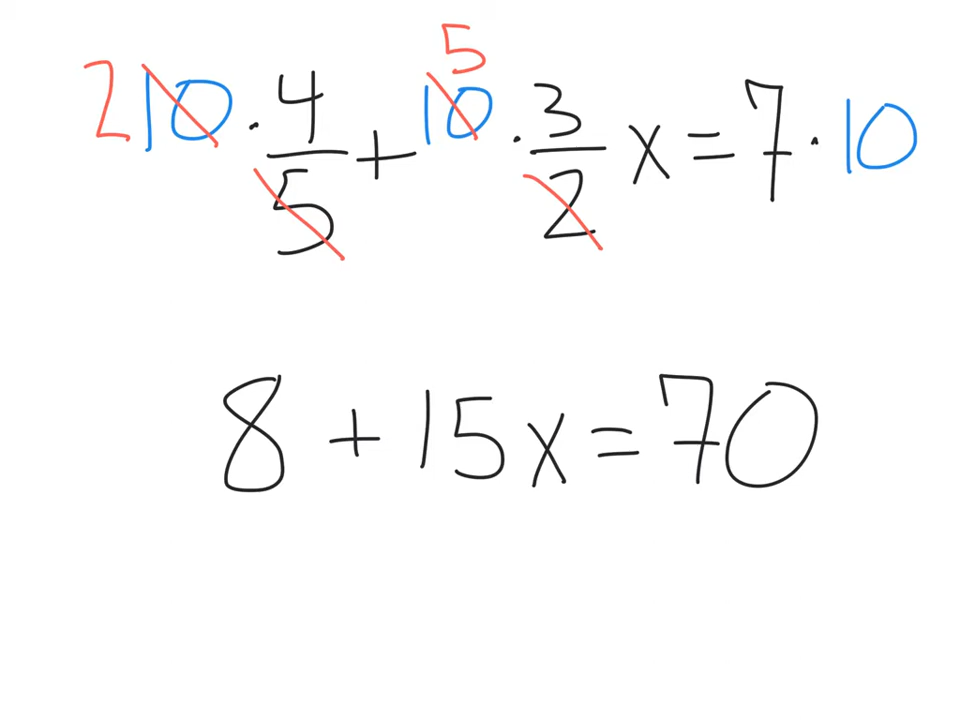 2 10 · 4/5 + 5 10 · 3/2 x = 7 · 10
8 + 15x = 70